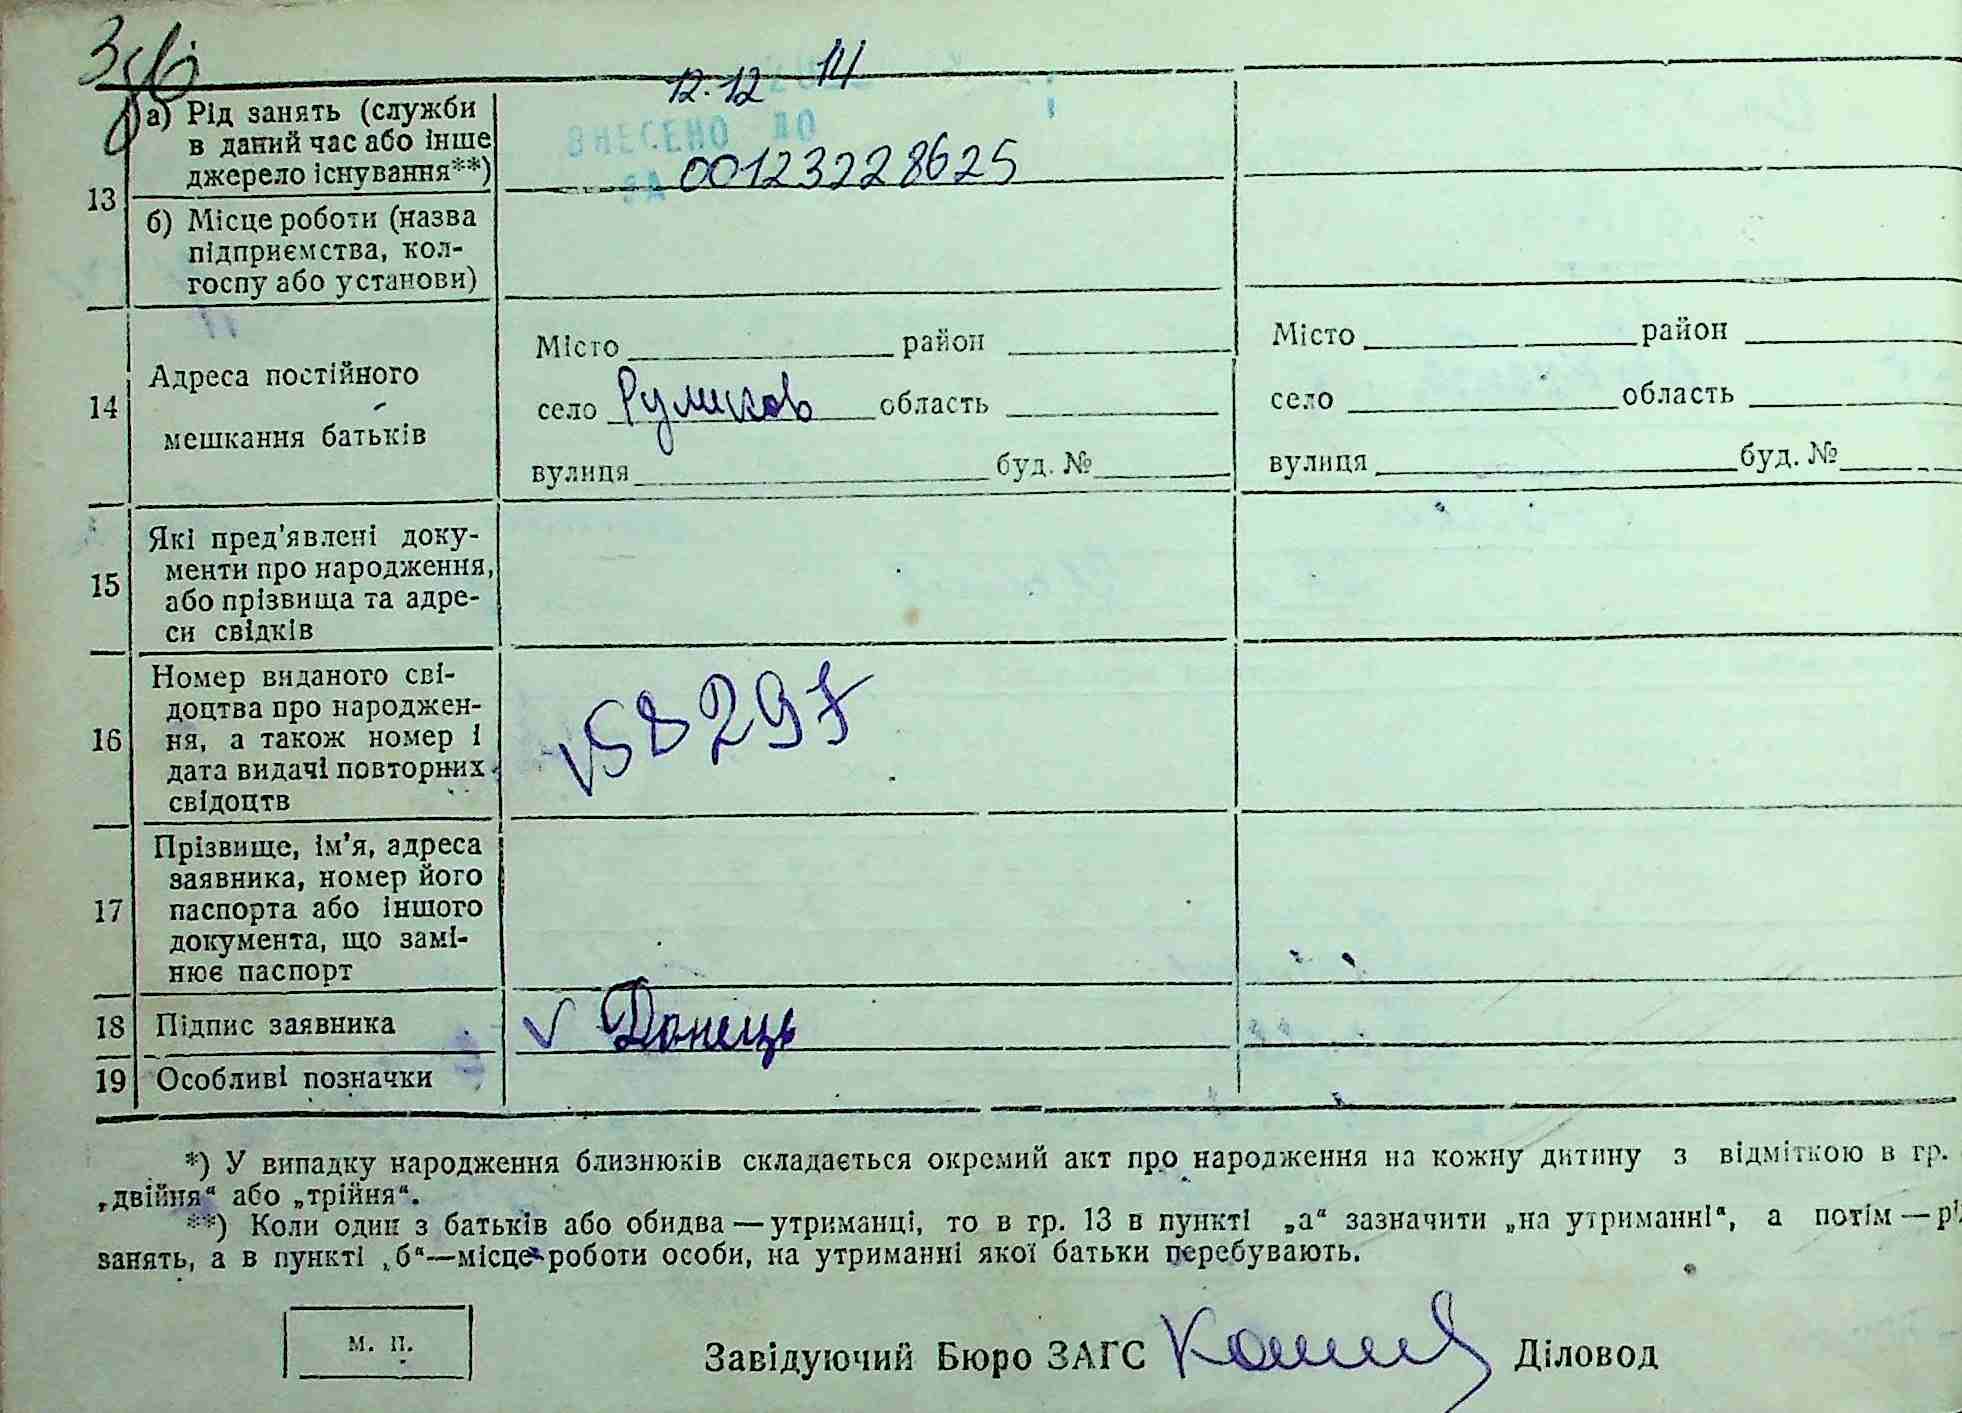 12.12 14
ВНЕСЕНО ДО
ЗА
00123228625
13
а) Рід занять (служби
в даний час або інше
джерело існування**)
б) Місце роботи (назва
підприємства, кол-
госпу або установи)
14
Адреса постійного
мешкання батьків
Місто район
село область
вулиця буд. №
Місто район
село область
вулиця буд. №
15
Які пред'явлені доку-
менти про народження,
або прізвища та адре-
си свідків
16
Номер виданого сві-
доцтва про народжен-
ня, а також номер і
дата видачі повторних
свідоцтв
58297
17
Прізвище, ім'я, адреса
заявника, номер його
паспорта або іншого
документа, що замі-
нює паспорт
18 Підпис заявника
Донець
19 Особливі позначки
*) У випадку народження близнюків складається окремий акт про народження на кожну дитину з відміткою в гр.
„двійня“ або „трійня“.
**) Коли один з батьків або обидва — утриманці, то в гр. 13 в пункті „а“ зазначити „на утриманні“, а потім —
занять, а в пункті „б“—місце роботи особи, на утриманні якої батьки перебувають.
м. п.
Завідуючий Бюро ЗАГС
Діловод